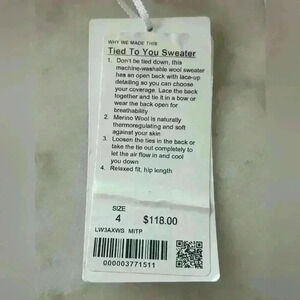 WHY WE MADE THIS
Tied To You Sweater
1. Don't be tied down, this
machine-washable wool sweater
has an open back with lace-up
detailing so you can choose
your coverage. Lace the back
together and tie it in a bow or
wear the back open for
breathability
2. Merino Wool is naturally
thermoregulating and soft
against your skin
3. Loosen the ties in the back or
take the tie out completely to
let the air flow in and cool
you down
4. Relaxed fit, hip length
SIZE
4 $118.00
LW3AXWS MITP
000003771511